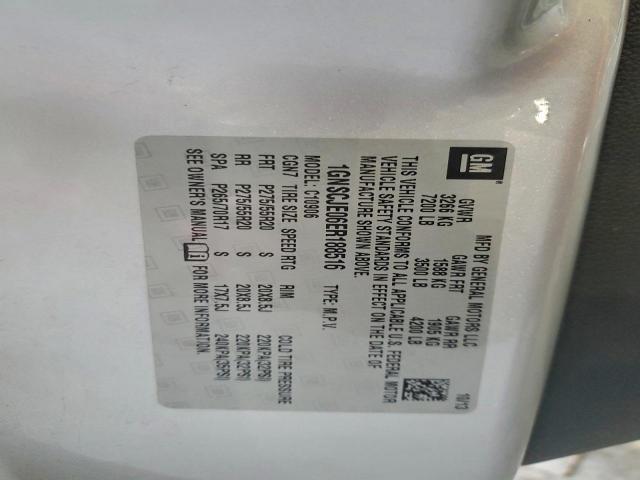 GM
MFD BY GENERAL MOTORS LLC 10/13
GVWR GAWR FRT GAWR RR
3266 KG 1588 KG 1905 KG
7200 LB 3500 LB 4200 LB
THIS VEHICLE CONFORMS TO ALL APPLICABLE U.S. FEDERAL MOTOR
VEHICLE SAFETY STANDARDS IN EFFECT ON THE DATE OF
MANUFACTURE SHOWN ABOVE.
1GNSCJE06ER188516 TYPE: M.P.V.
MODEL: C10906
CGN7 TIRE SIZE SPEED RTG RIM COLD TIRE PRESSURE
FRT P275/55R20 S 20X8.5J 220KPA(32PSI)
RR P275/55R20 S 20X8.5J 220KPA(32PSI)
SPA P265/70R17 S 17X7.5J 240KPA(35PSI)
SEE OWNER'S MANUAL FOR MORE INFORMATION.